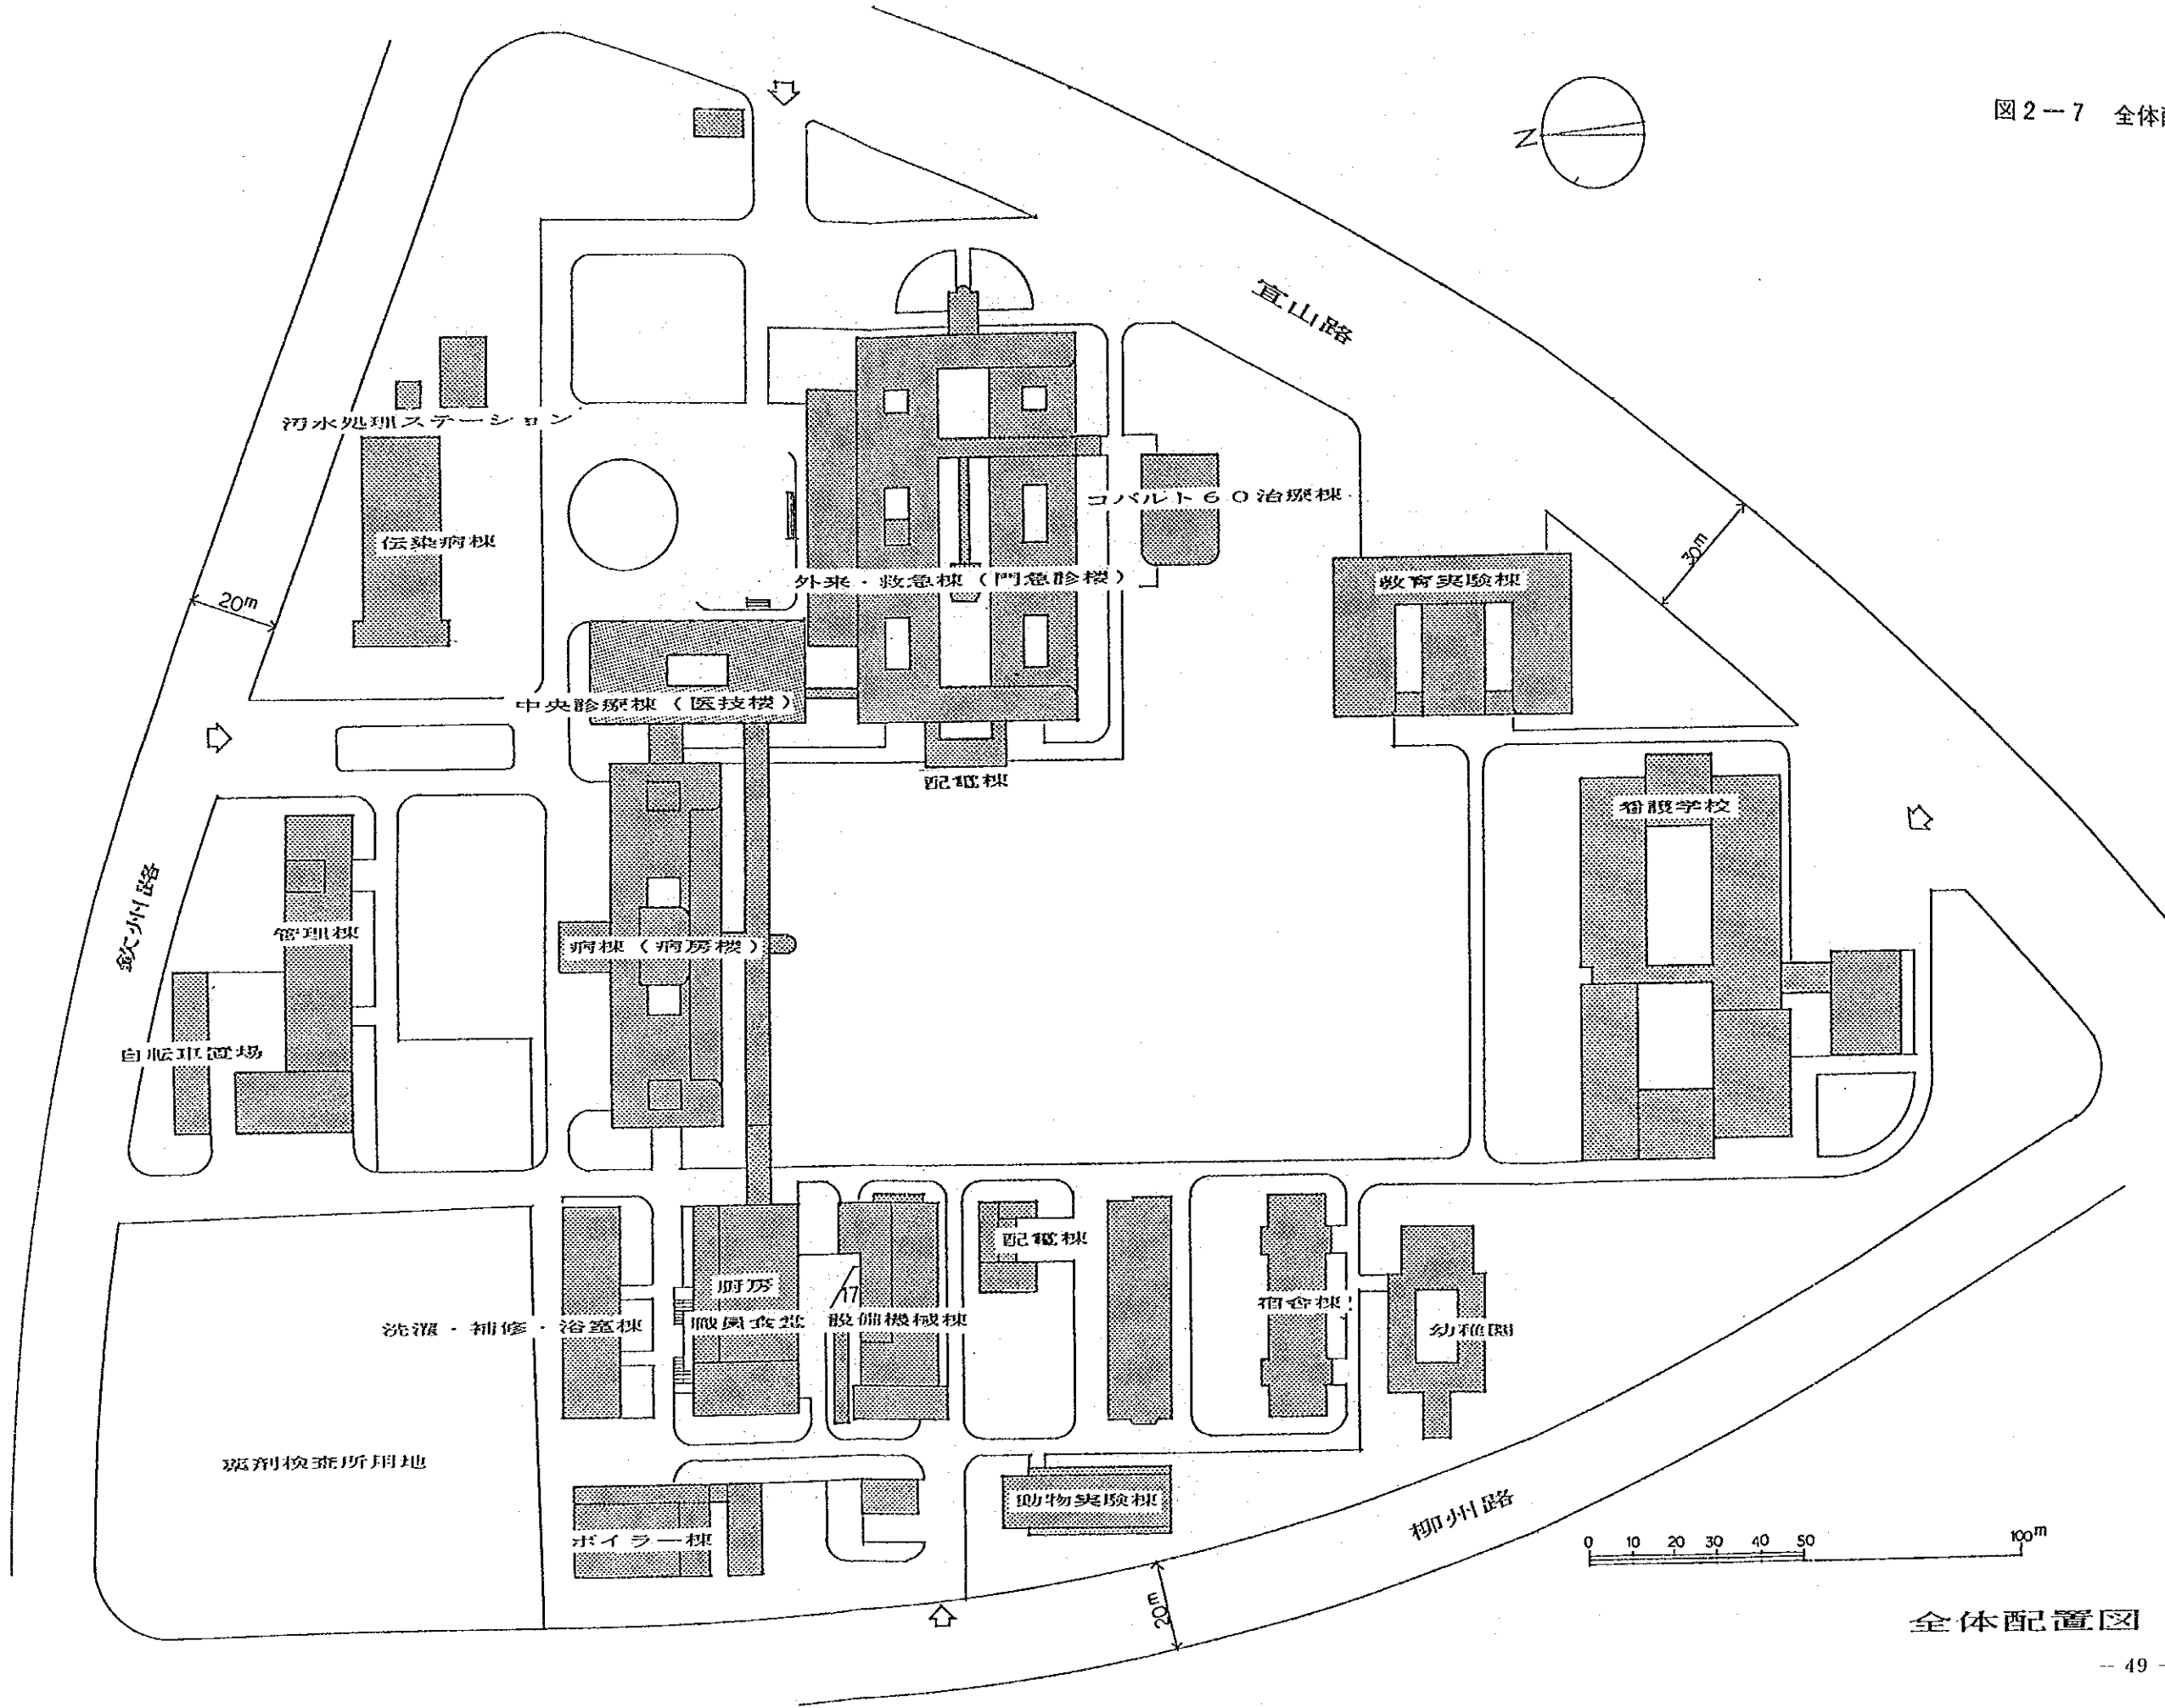 図2-7 全体
N
宜山路
汚水処理ステーション
コバルト60治療棟
伝染病棟
30m
外来・救急棟(門急診楼)
教育実験棟
20m
中央診療棟(医技楼)
配電棟
看護学校
欽州路
管理棟
病棟(病房楼)
自転車置場
配電棟
厨房
17
宿舎棟
洗濯・補修・浴室棟
職員食堂
設備機械棟
幼稚園
薬剤検査所用地
動物実験棟
柳州路
ボイラー棟
0 10 20 30 40 50 100m
20m
全体配置図
-- 49 -